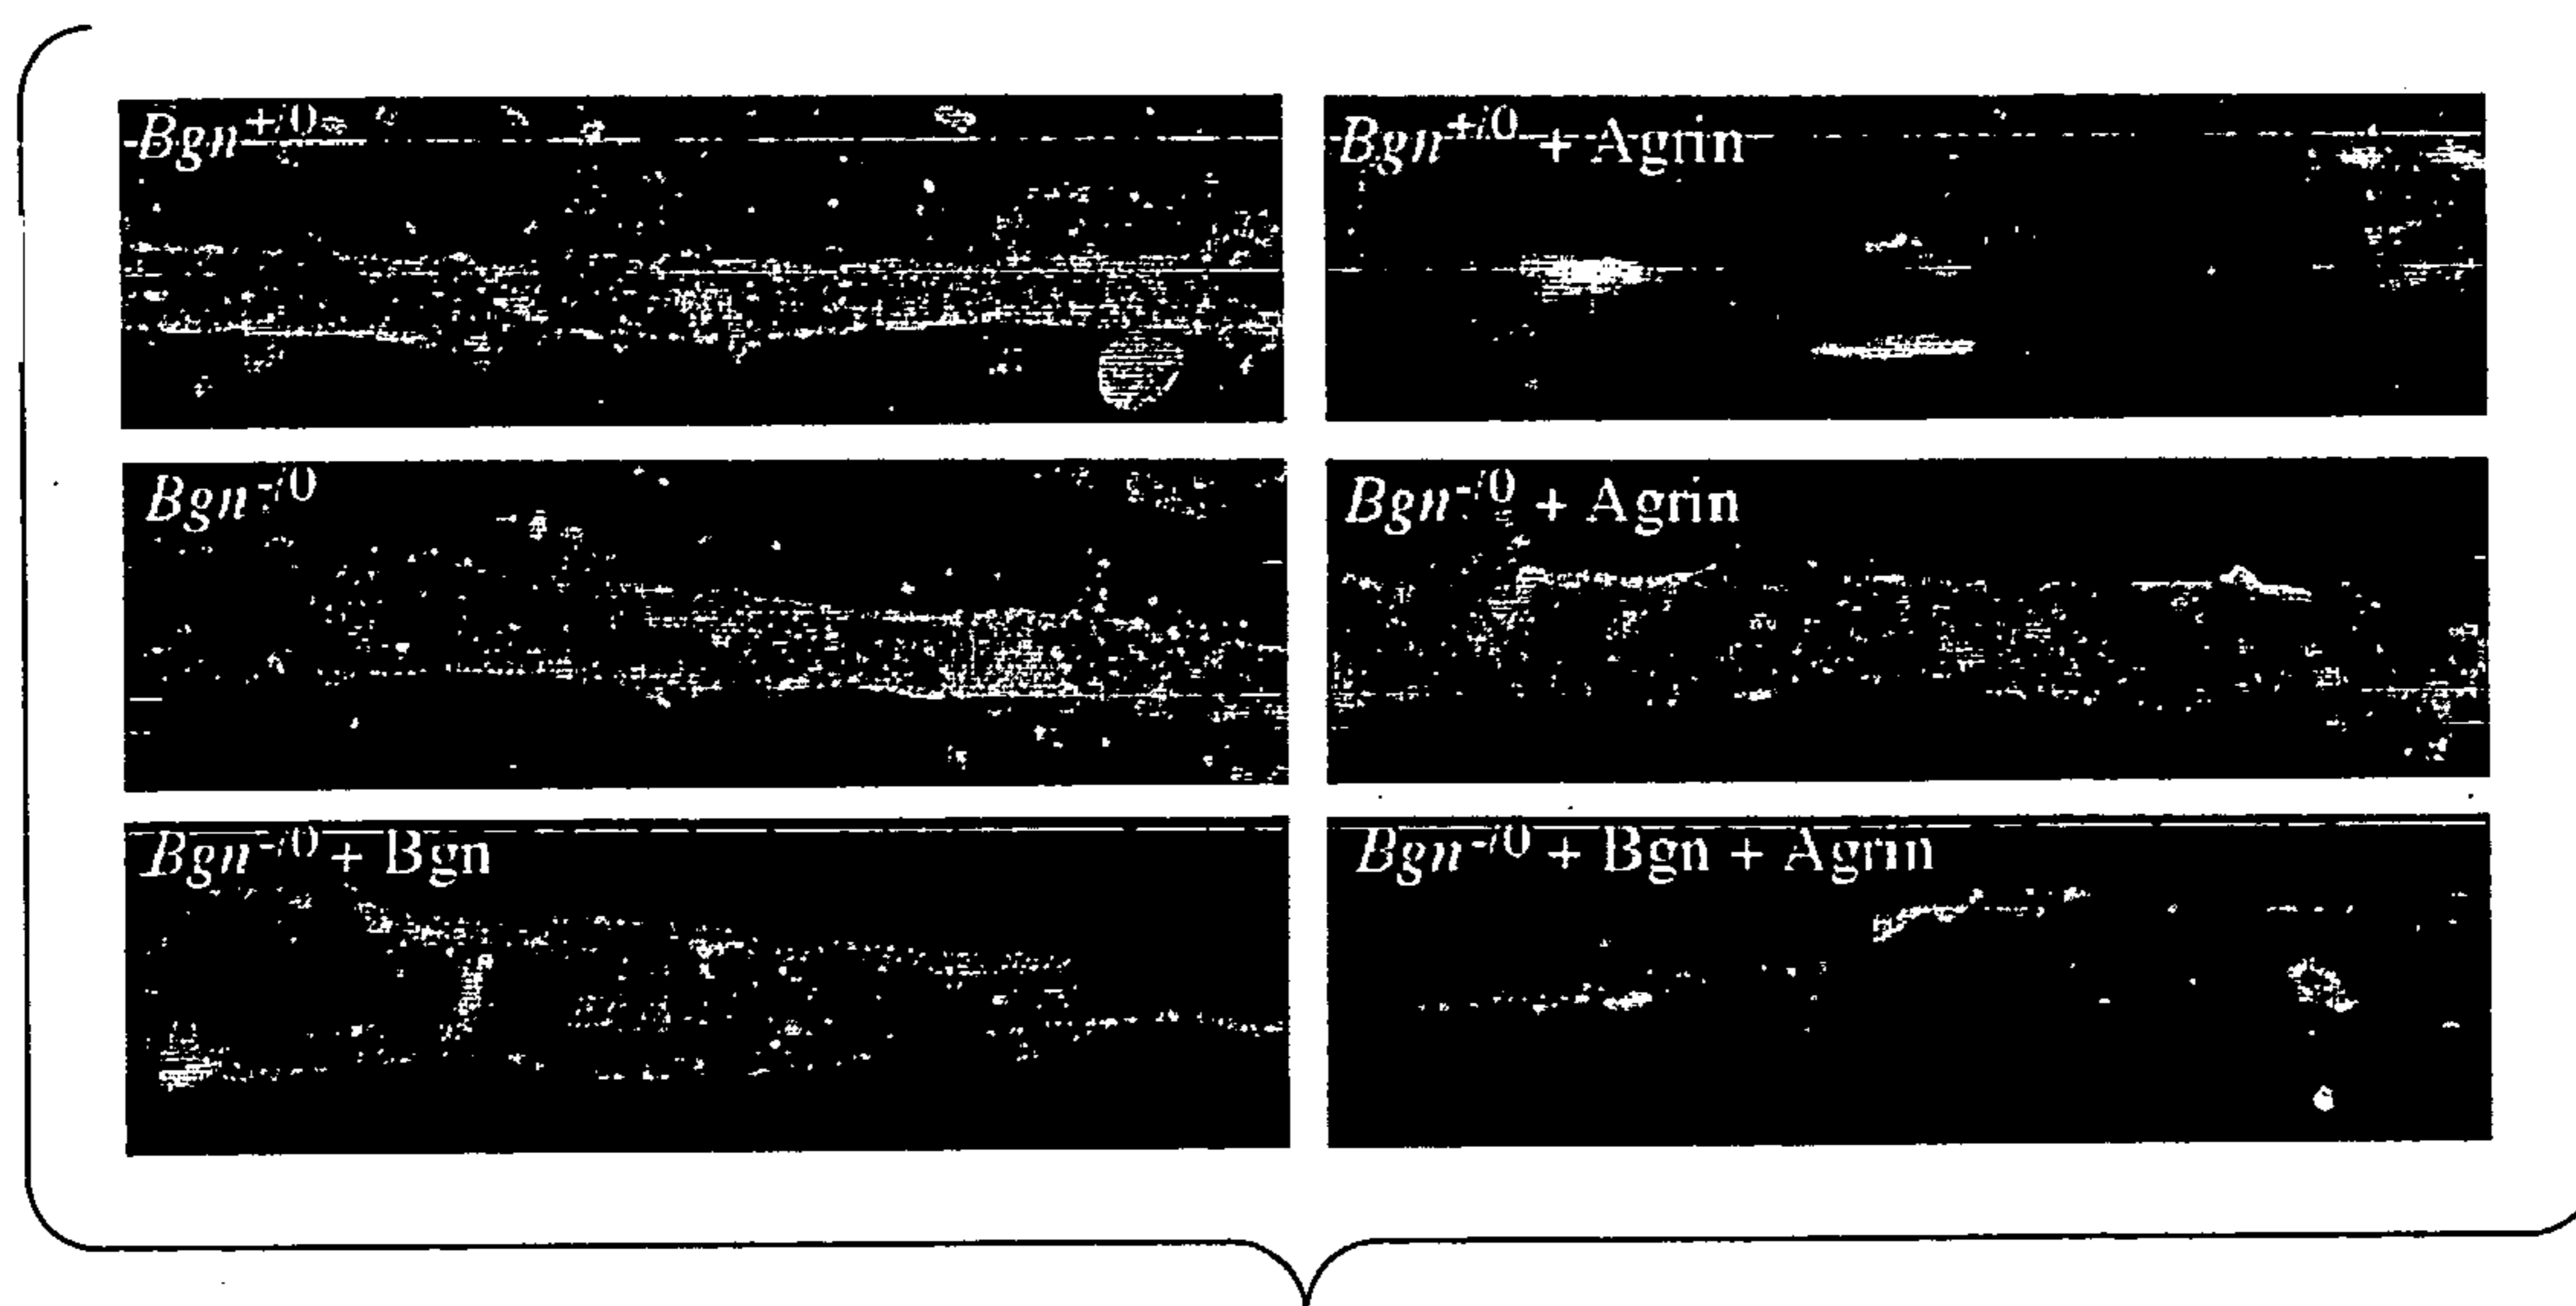 Bgn+/0
Bgn+/0 + Agrin
Bgn-/0
Bgn-/0 + Agrin
Bgn-/0 + Bgn
Bgn-/0 + Bgn + Agrin